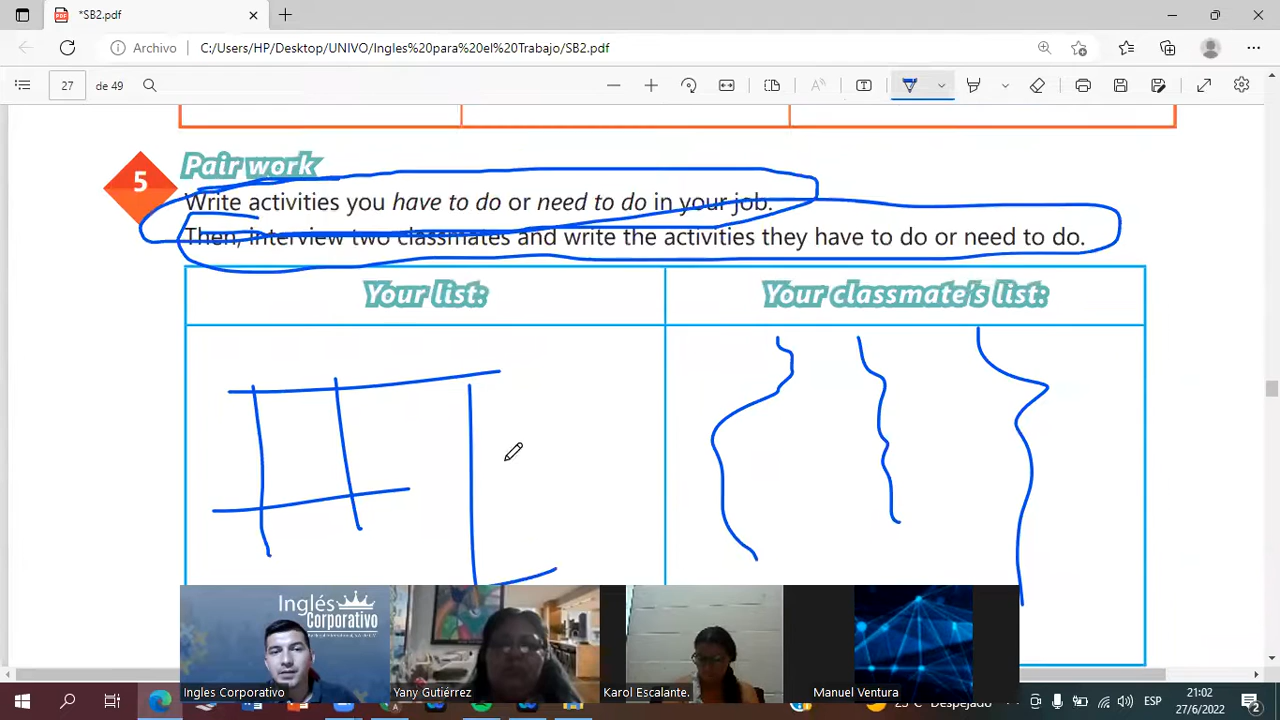 *SB2.pdf
Archivo
C:/Users/HP/Desktop/UNIVO/Ingles%20para%20el%20Trabajo/SB2.pdf
27
de 49
5
Pair work
Write activities you have to do or need to do in your job.
Then, interview two classmates and write the activities they have to do or need to do.
Your list:
Your classmate's list:
Inglés
Corporativo
Ingles Corporativo
Yany Gutiérrez
Karol Escalante.
Manuel Ventura
Despejado
ESP
21:02
27/6/2022
2